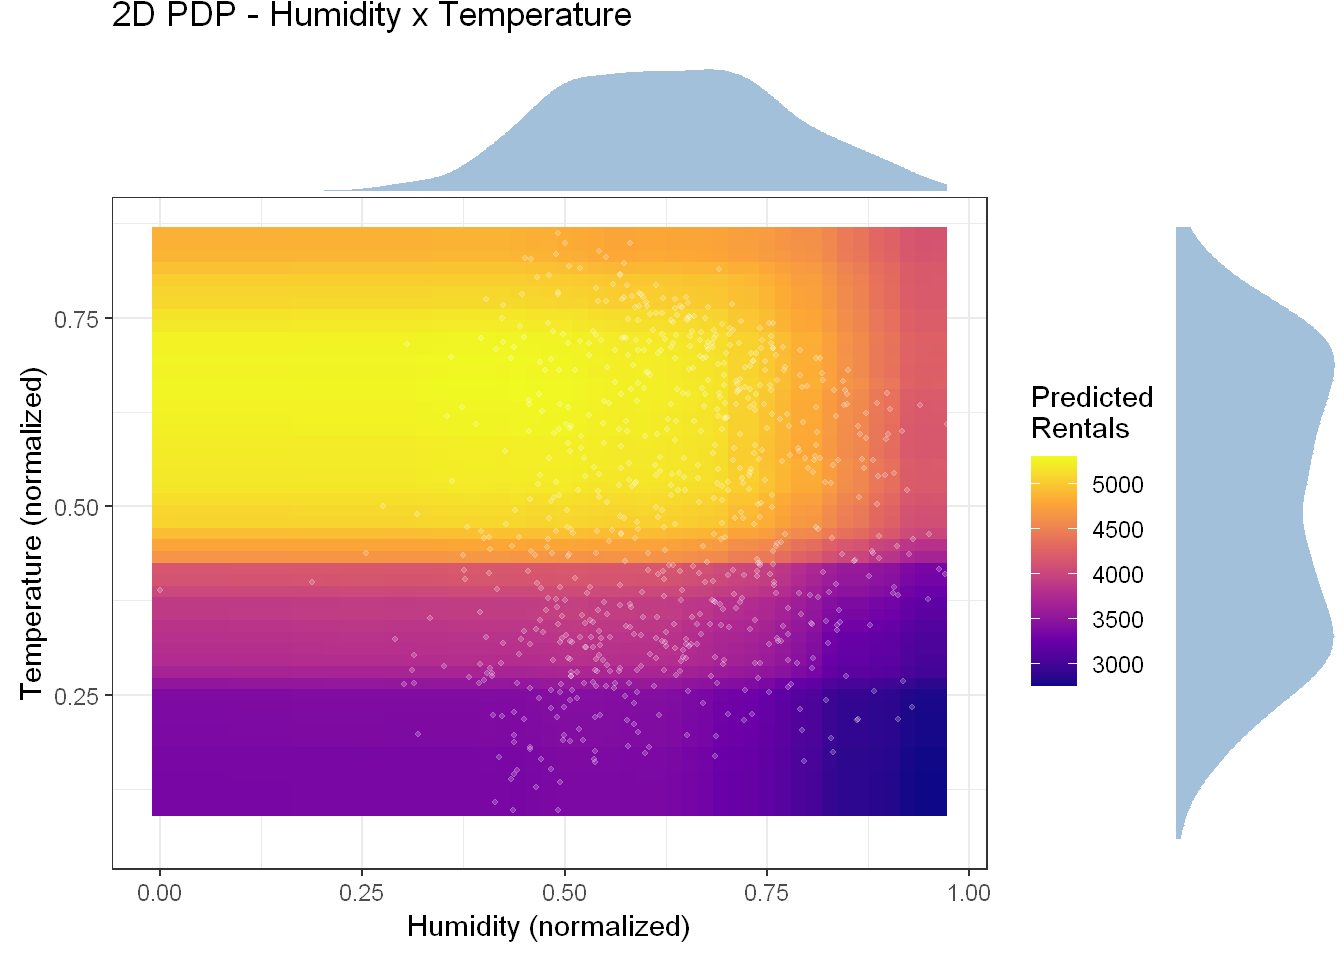 2D PDP - Humidity x Temperature
Temperature (normalized)
0.75
0.50
0.25
0.00
0.25
0.50
0.75
1.00
Humidity (normalized)
Predicted
Rentals
5000
4500
4000
3500
3000